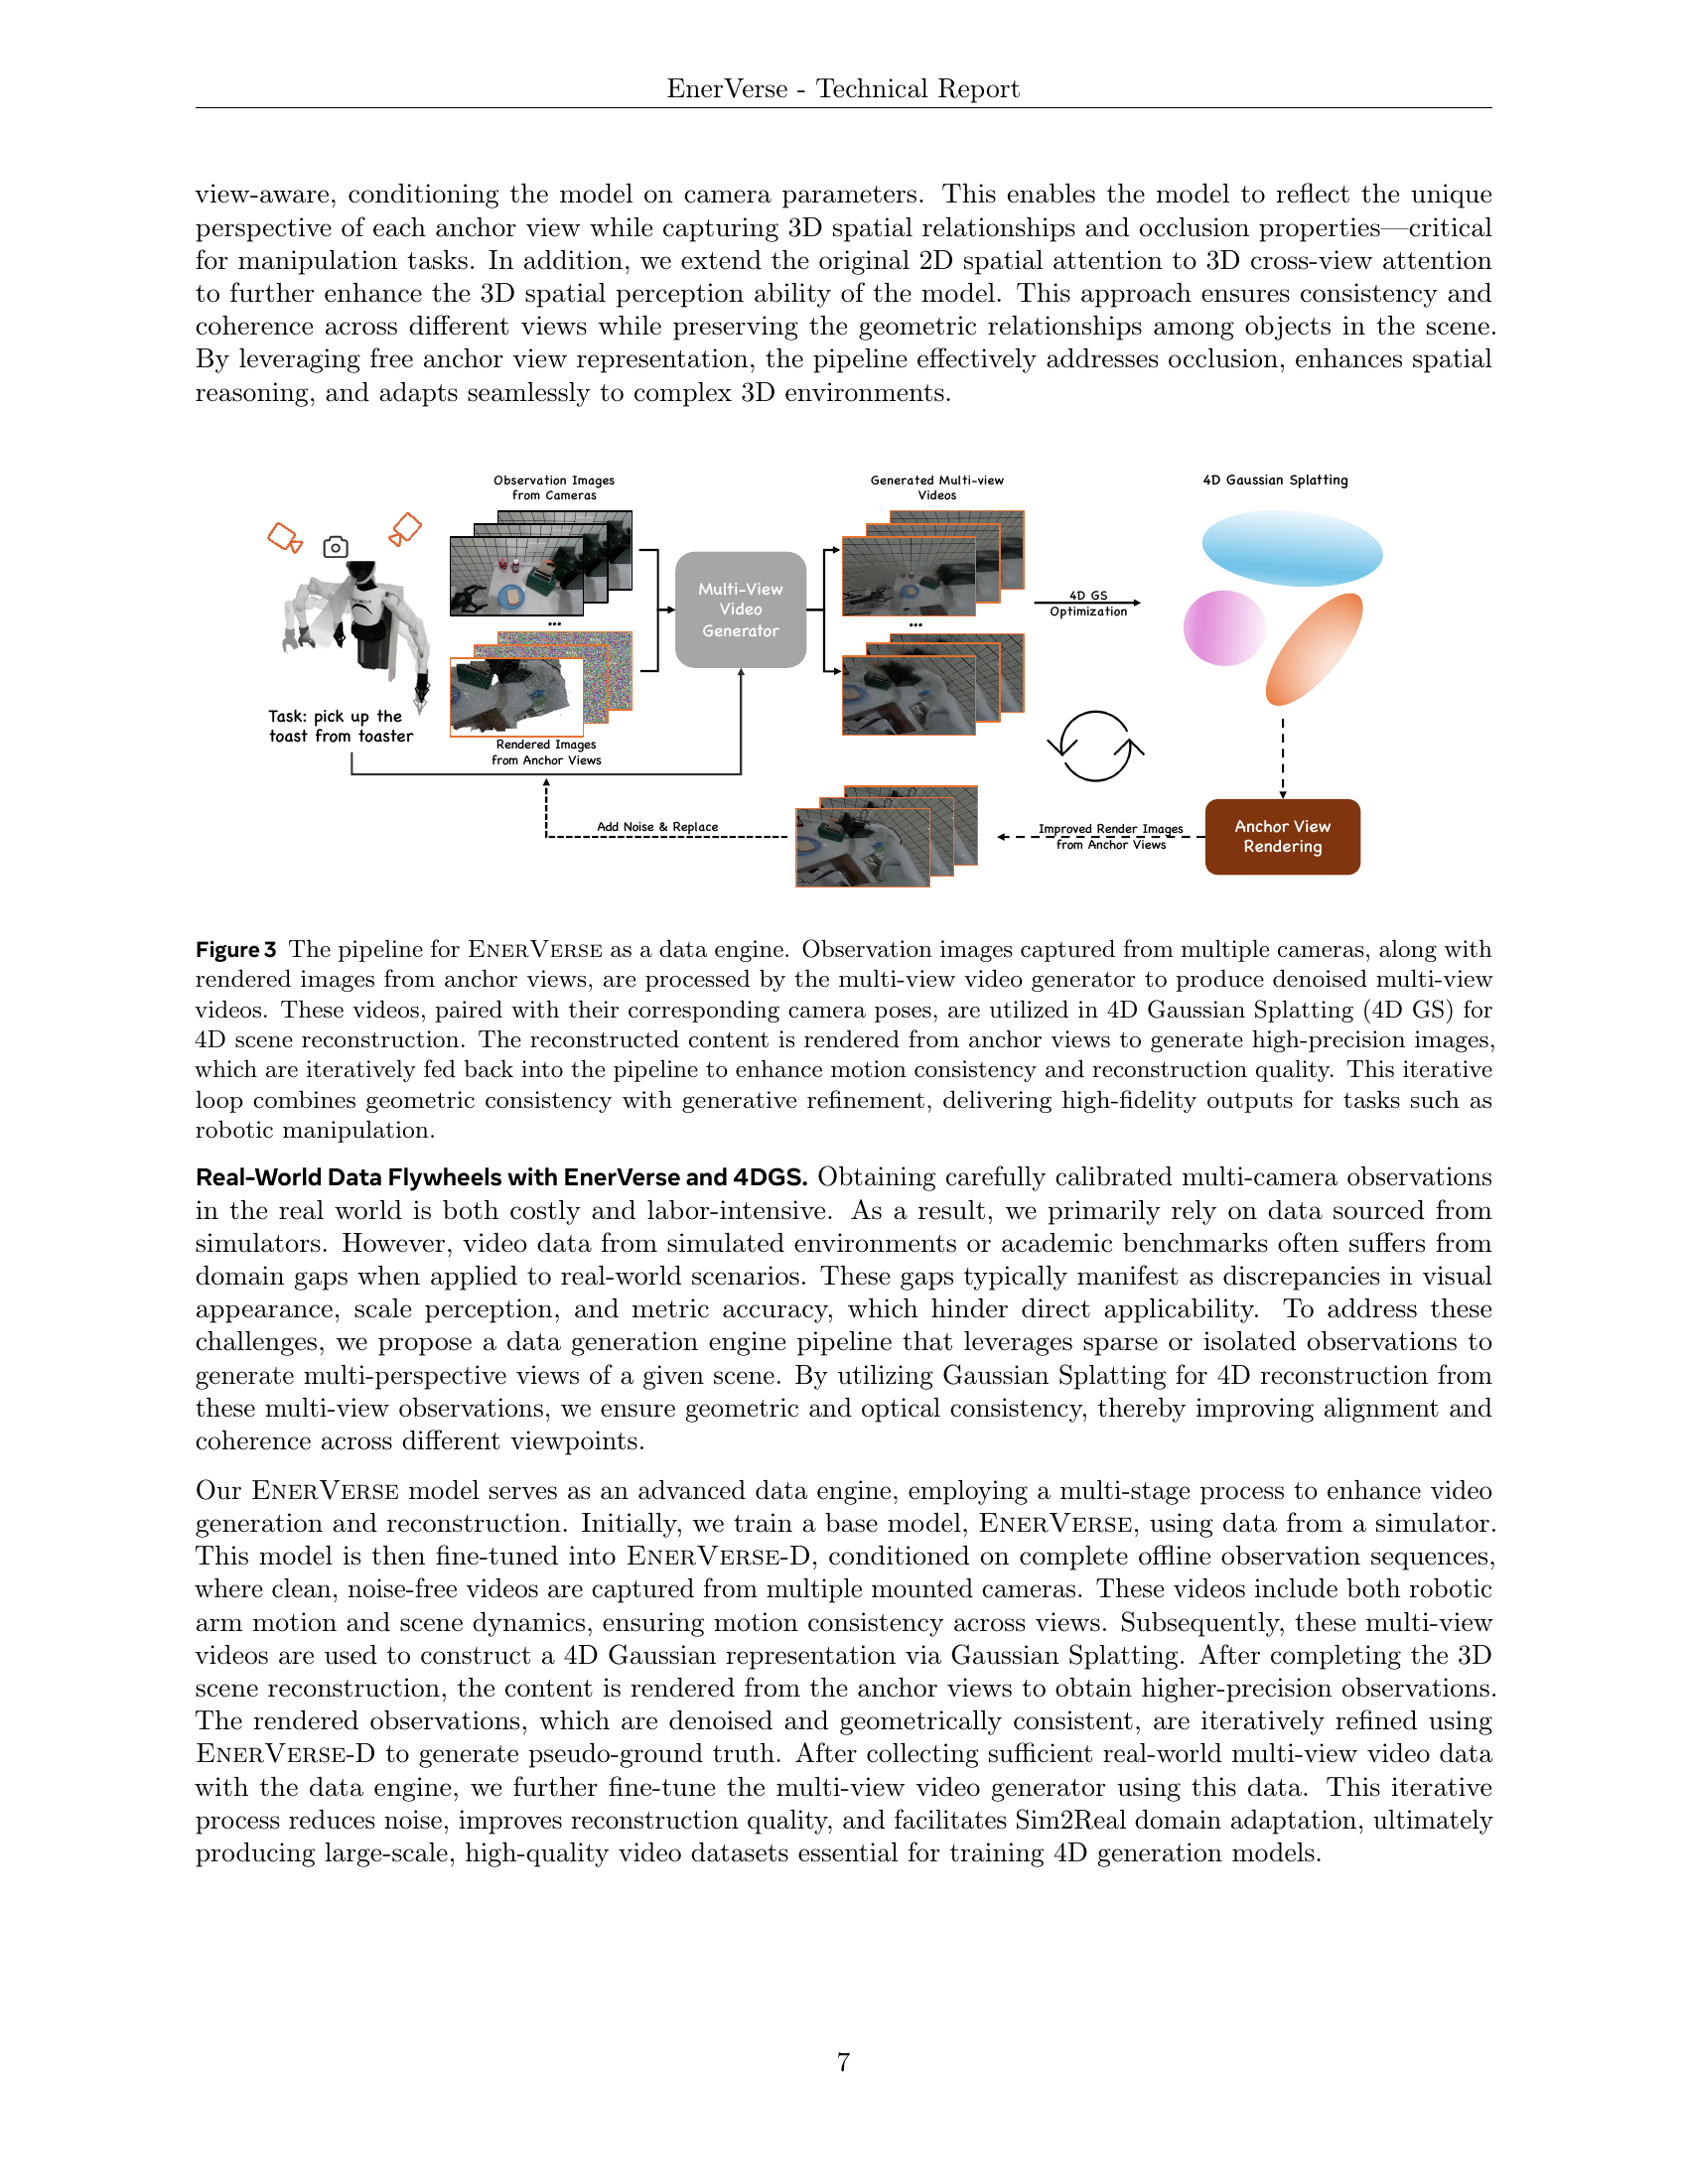 EnerVerse - Technical Report
view-aware, conditioning the model on camera parameters. This enables the model to reflect the unique
perspective of each anchor view while capturing 3D spatial relationships and occlusion properties—critical
for manipulation tasks. In addition, we extend the original 2D spatial attention to 3D cross-view attention
to further enhance the 3D spatial perception ability of the model. This approach ensures consistency and
coherence across different views while preserving the geometric relationships among objects in the scene.
By leveraging free anchor view representation, the pipeline effectively addresses occlusion, enhances spatial
reasoning, and adapts seamlessly to complex 3D environments.
Observation Images
from Cameras
Generated Multi-view
Videos
4D Gaussian Splatting
Multi-View
Video
Generator
4D GS
Optimization
...
...
Task: pick up the
toast from toaster
Rendered Images
from Anchor Views
Add Noise & Replace
Improved Render Images
from Anchor Views
Anchor View
Rendering
Figure 3 The pipeline for EnerVerse as a data engine. Observation images captured from multiple cameras, along with
rendered images from anchor views, are processed by the multi-view video generator to produce denoised multi-view
videos. These videos, paired with their corresponding camera poses, are utilized in 4D Gaussian Splatting (4D GS) for
4D scene reconstruction. The reconstructed content is rendered from anchor views to generate high-precision images,
which are iteratively fed back into the pipeline to enhance motion consistency and reconstruction quality. This iterative
loop combines geometric consistency with generative refinement, delivering high-fidelity outputs for tasks such as
robotic manipulation.
Real-World Data Flywheels with EnerVerse and 4DGS. Obtaining carefully calibrated multi-camera observations
in the real world is both costly and labor-intensive. As a result, we primarily rely on data sourced from
simulators. However, video data from simulated environments or academic benchmarks often suffers from
domain gaps when applied to real-world scenarios. These gaps typically manifest as discrepancies in visual
appearance, scale perception, and metric accuracy, which hinder direct applicability. To address these
challenges, we propose a data generation engine pipeline that leverages sparse or isolated observations to
generate multi-perspective views of a given scene. By utilizing Gaussian Splatting for 4D reconstruction from
these multi-view observations, we ensure geometric and optical consistency, thereby improving alignment and
coherence across different viewpoints.
Our EnerVerse model serves as an advanced data engine, employing a multi-stage process to enhance video
generation and reconstruction. Initially, we train a base model, EnerVerse, using data from a simulator.
This model is then fine-tuned into EnerVerse-D, conditioned on complete offline observation sequences,
where clean, noise-free videos are captured from multiple mounted cameras. These videos include both robotic
arm motion and scene dynamics, ensuring motion consistency across views. Subsequently, these multi-view
videos are used to construct a 4D Gaussian representation via Gaussian Splatting. After completing the 3D
scene reconstruction, the content is rendered from the anchor views to obtain higher-precision observations.
The rendered observations, which are denoised and geometrically consistent, are iteratively refined using
EnerVerse-D to generate pseudo-ground truth. After collecting sufficient real-world multi-view video data
with the data engine, we further fine-tune the multi-view video generator using this data. This iterative
process reduces noise, improves reconstruction quality, and facilitates Sim2Real domain adaptation, ultimately
producing large-scale, high-quality video datasets essential for training 4D generation models.
7